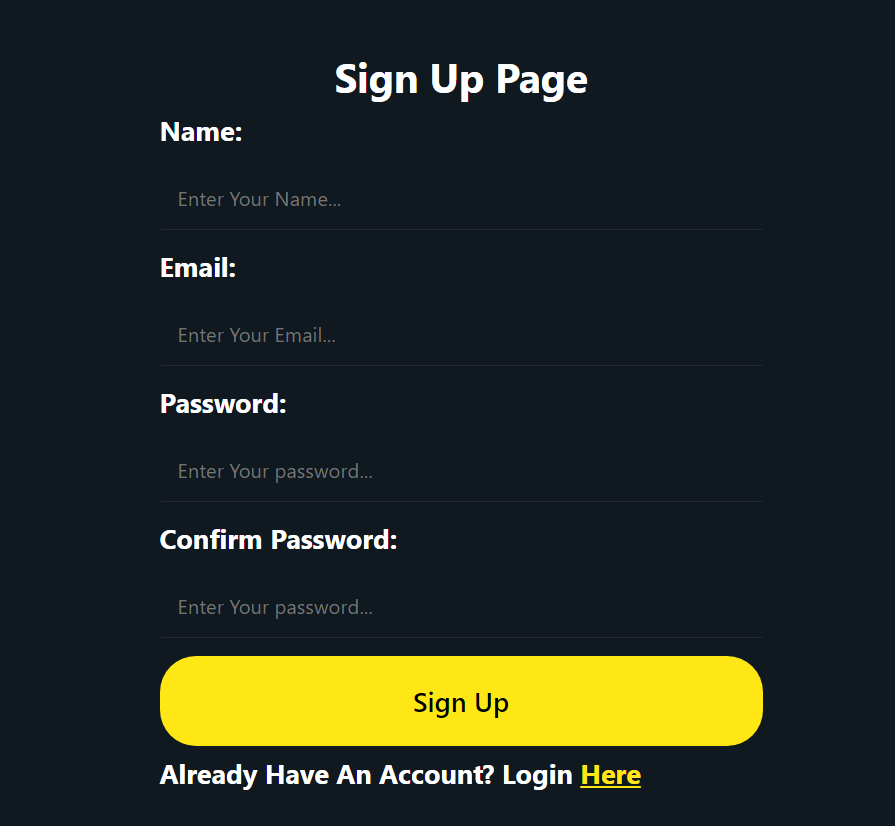 Sign Up Page
Name:
Enter Your Name...
Email:
Enter Your Email...
Password:
Enter Your password...
Confirm Password:
Enter Your password...
Sign Up
Already Have An Account? Login Here